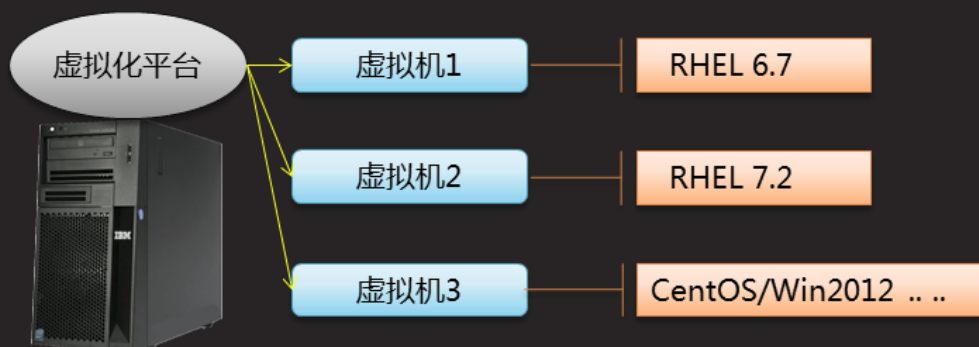 虚拟化平台
虚拟机1
RHEL 6.7
虚拟机2
RHEL 7.2
IBM
虚拟机3
CentOS/Win2012 .. ..